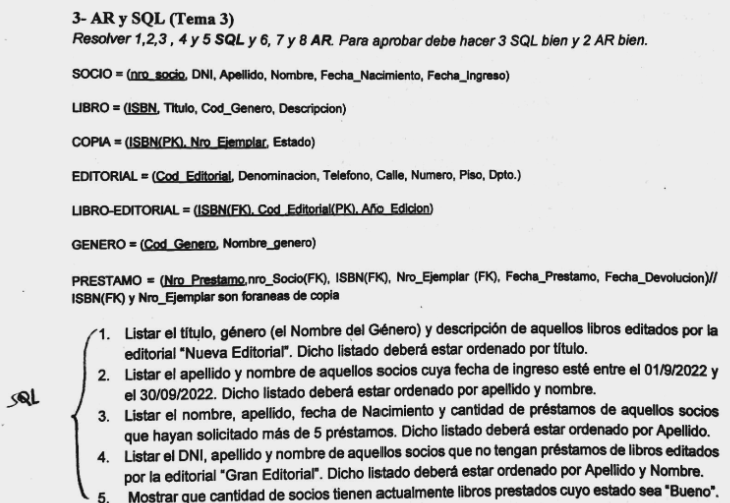 3- AR y SQL (Tema 3)
Resolver 1,2,3 , 4 y 5 SQL y 6, 7 y 8 AR. Para aprobar debe hacer 3 SQL bien y 2 AR bien.
SOCIO = (nro_socio, DNI, Apellido, Nombre, Fecha_Nacimiento, Fecha_Ingreso)
LIBRO = (ISBN, Titulo, Cod_Genero, Descripcion)
COPIA = (ISBN(PK), Nro_Ejemplar, Estado)
EDITORIAL = (Cod_Editorial, Denominacion, Telefono, Calle, Numero, Piso, Dpto.)
LIBRO-EDITORIAL = (ISBN(FK), Cod_Editorial(PK), Año_Edicion)
GENERO = (Cod_Genero, Nombre_genero)
PRESTAMO = (Nro_Prestamo,nro_Socio(FK), ISBN(FK), Nro_Ejemplar (FK), Fecha_Prestamo, Fecha_Devolucion)//
ISBN(FK) y Nro_Ejemplar son foraneas de copia
1. Listar el título, género (el Nombre del Género) y descripción de aquellos libros editados por la
editorial "Nueva Editorial". Dicho listado deberá estar ordenado por título.
2. Listar el apellido y nombre de aquellos socios cuya fecha de ingreso esté entre el 01/9/2022 y
el 30/09/2022. Dicho listado deberá estar ordenado por apellido y nombre.
SQL
3. Listar el nombre, apellido, fecha de Nacimiento y cantidad de préstamos de aquellos socios
que hayan solicitado más de 5 préstamos. Dicho listado deberá estar ordenado por Apellido.
4. Listar el DNI, apellido y nombre de aquellos socios que no tengan préstamos de libros editados
por la editorial "Gran Editorial". Dicho listado deberá estar ordenado por Apellido y Nombre.
5. Mostrar que cantidad de socios tienen actualmente libros prestados cuyo estado sea "Bueno".